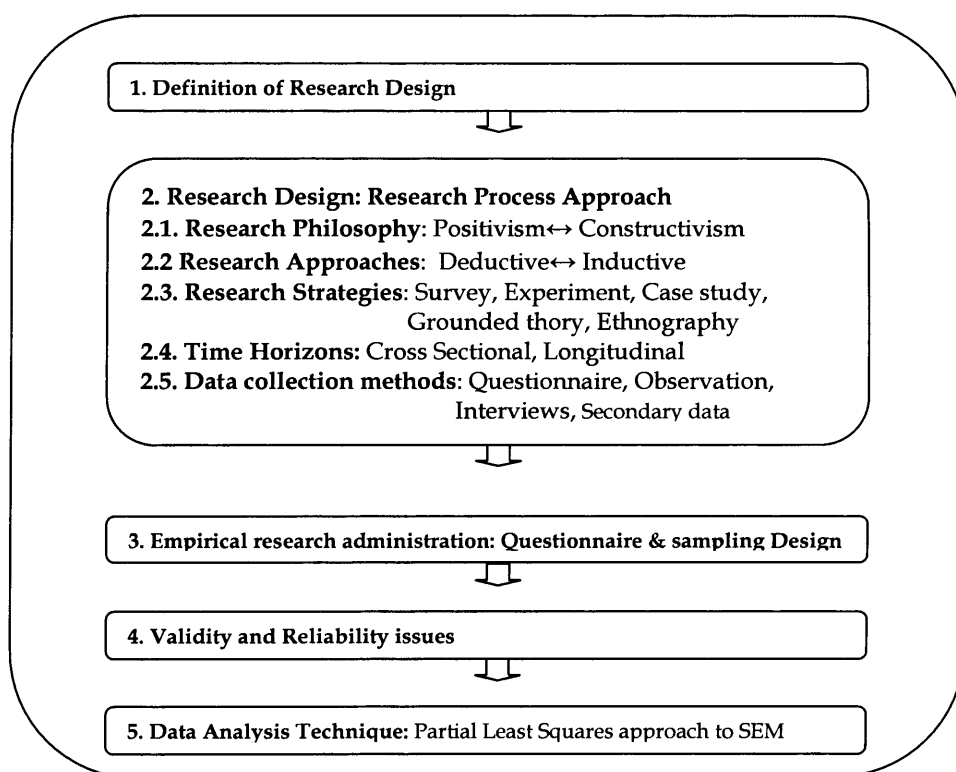 1. Definition of Research Design
2. Research Design: Research Process Approach
2.1. Research Philosophy: Positivism↔ Constructivism
2.2 Research Approaches: Deductive↔ Inductive
2.3. Research Strategies: Survey, Experiment, Case study,
Grounded thory, Ethnography
2.4. Time Horizons: Cross Sectional, Longitudinal
2.5. Data collection methods: Questionnaire, Observation,
Interviews, Secondary data
3. Empirical research administration: Questionnaire & sampling Design
4. Validity and Reliability issues
5. Data Analysis Technique: Partial Least Squares approach to SEM